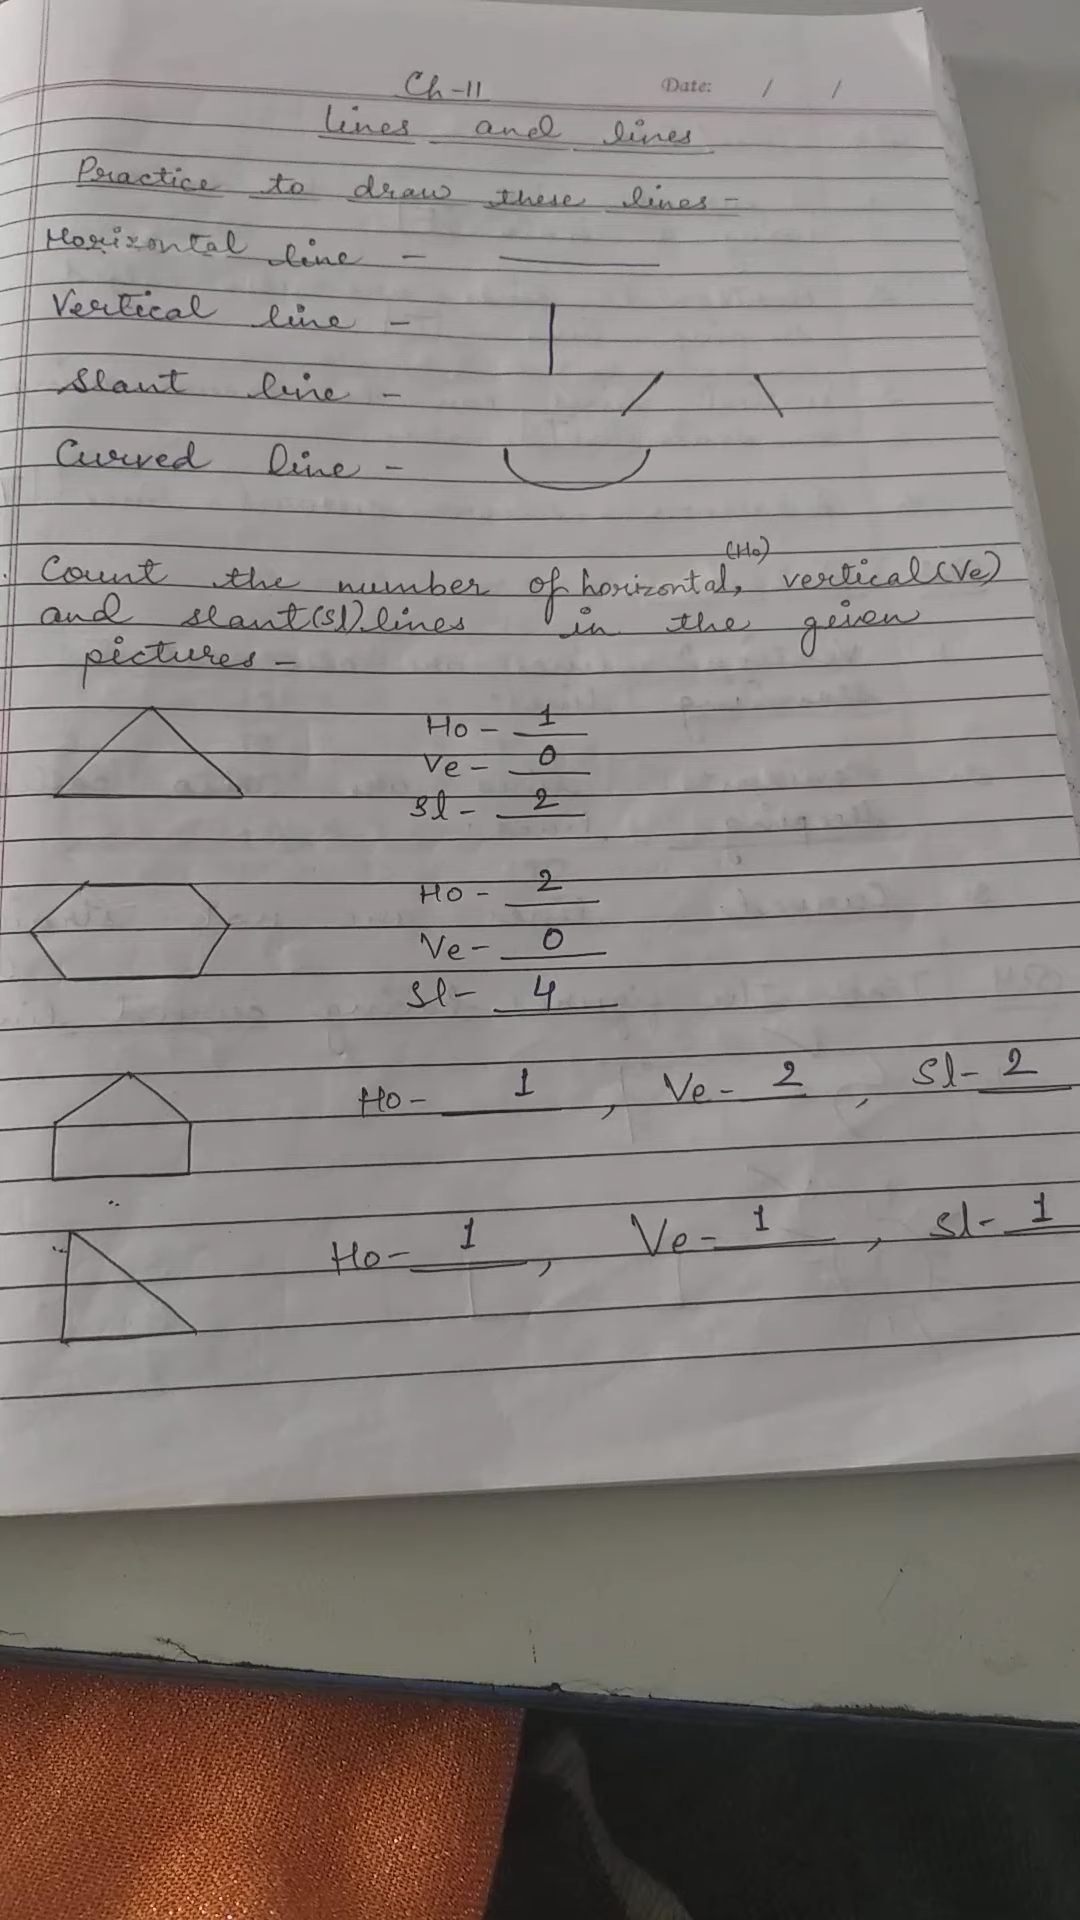 Ch-11
Date: / /
lines and lines
Practice to draw these lines-
Horizontal line -
Vertical line -
Slant line -
Curved line -
(Ho)
Count the number of horizontal, vertical(Ve)
and slant(Sl) lines in the given
pictures-
Ho - 1
Ve - 0
Sl - 2
Ho - 2
Ve - 0
Sl - 4
Ho - 1, Ve - 2, Sl - 2
Ho - 1, Ve - 1, Sl - 1